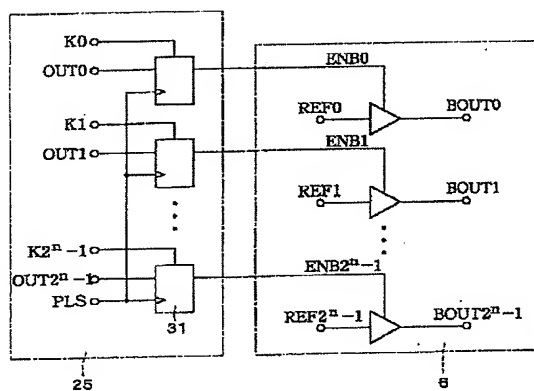 K0
OUT0
ENB0
REF0
BOUT0
K1
OUT1
ENB1
REF1
BOUT1
K2ⁿ-1
OUT2ⁿ-1
ENB2ⁿ-1
PLS
31
REF2ⁿ-1
BOUT2ⁿ-1
25
6